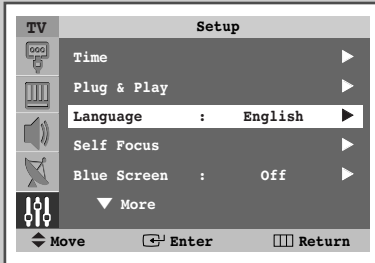 TV Setup
Time
Plug & Play
Language : English
Self Focus
Blue Screen : Off
More
Move Enter Return